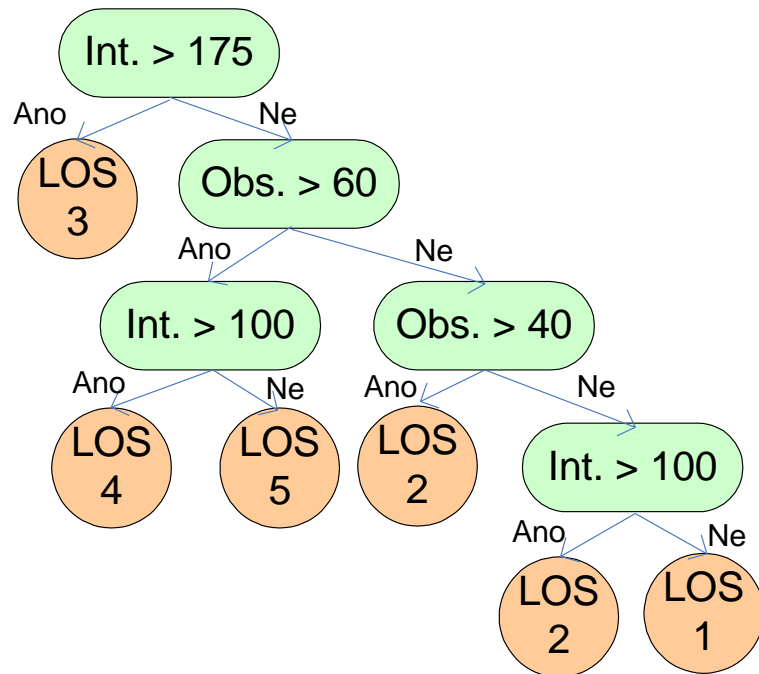 Int. > 175
Ano
Ne
LOS
3
Obs. > 60
Ano
Ne
Int. > 100
Obs. > 40
Ano
Ne
Ano
Ne
LOS
4
LOS
5
LOS
2
Int. > 100
Ano
Ne
LOS
2
LOS
1